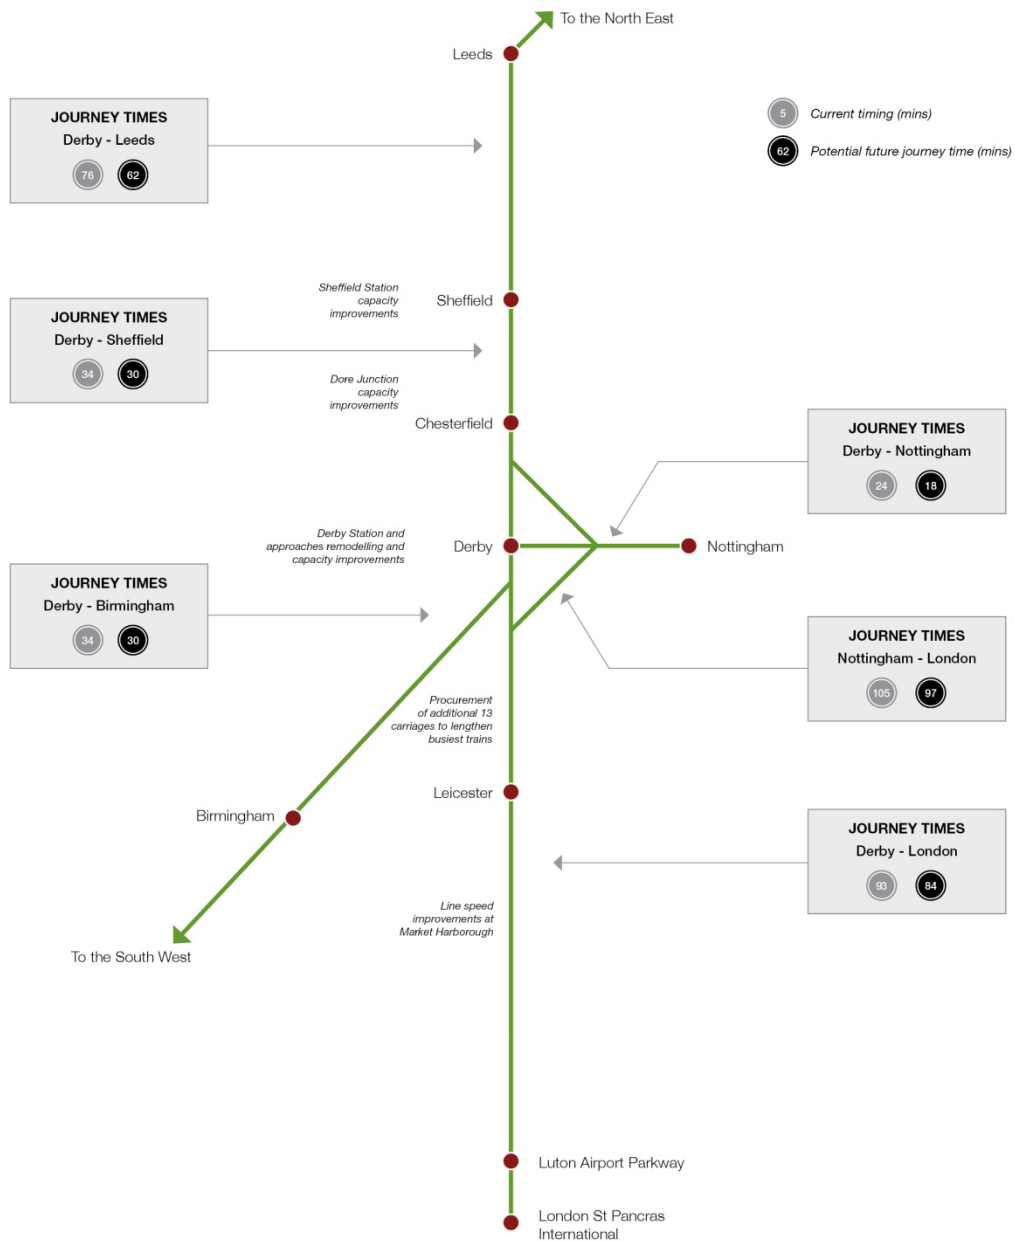 To the North East
Leeds
JOURNEY TIMES
Derby - Leeds
76 62
5 Current timing (mins)
62 Potential future journey time (mins)
Sheffield Station
capacity
improvements
Sheffield
JOURNEY TIMES
Derby - Sheffield
34 30
Dore Junction
capacity
improvements
Chesterfield
JOURNEY TIMES
Derby - Nottingham
24 18
Derby Station and
approaches remodelling and
capacity improvements
Derby
Nottingham
JOURNEY TIMES
Derby - Birmingham
34 30
JOURNEY TIMES
Nottingham - London
105 97
Procurement
of additional 13
carriages to lengthen
busiest trains
Leicester
Birmingham
JOURNEY TIMES
Derby - London
93 84
Line speed
improvements at
Market Harborough
To the South West
Luton Airport Parkway
London St Pancras
International